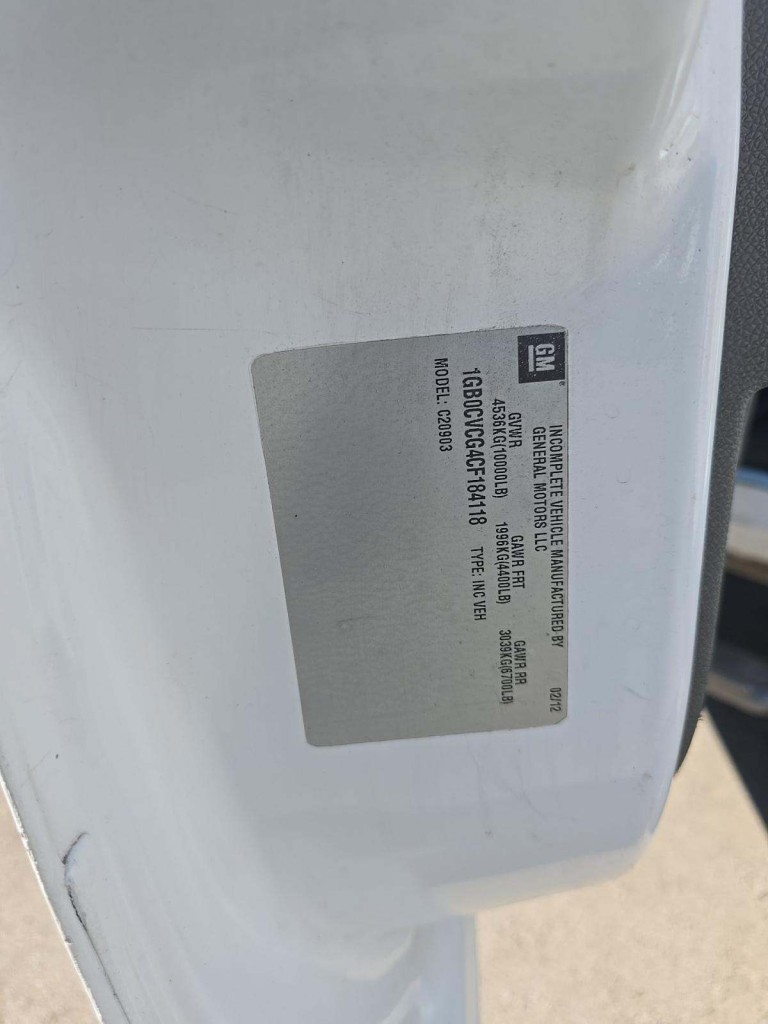 GM
INCOMPLETE VEHICLE MANUFACTURED BY
GENERAL MOTORS LLC 02/12
GVWR GAWR FRT GAWR RR
4536KG(10000LB) 1996KG(4400LB) 3039KG(6700LB)
1GB0CVCG4CF184118 TYPE: INC VEH
MODEL: C20903